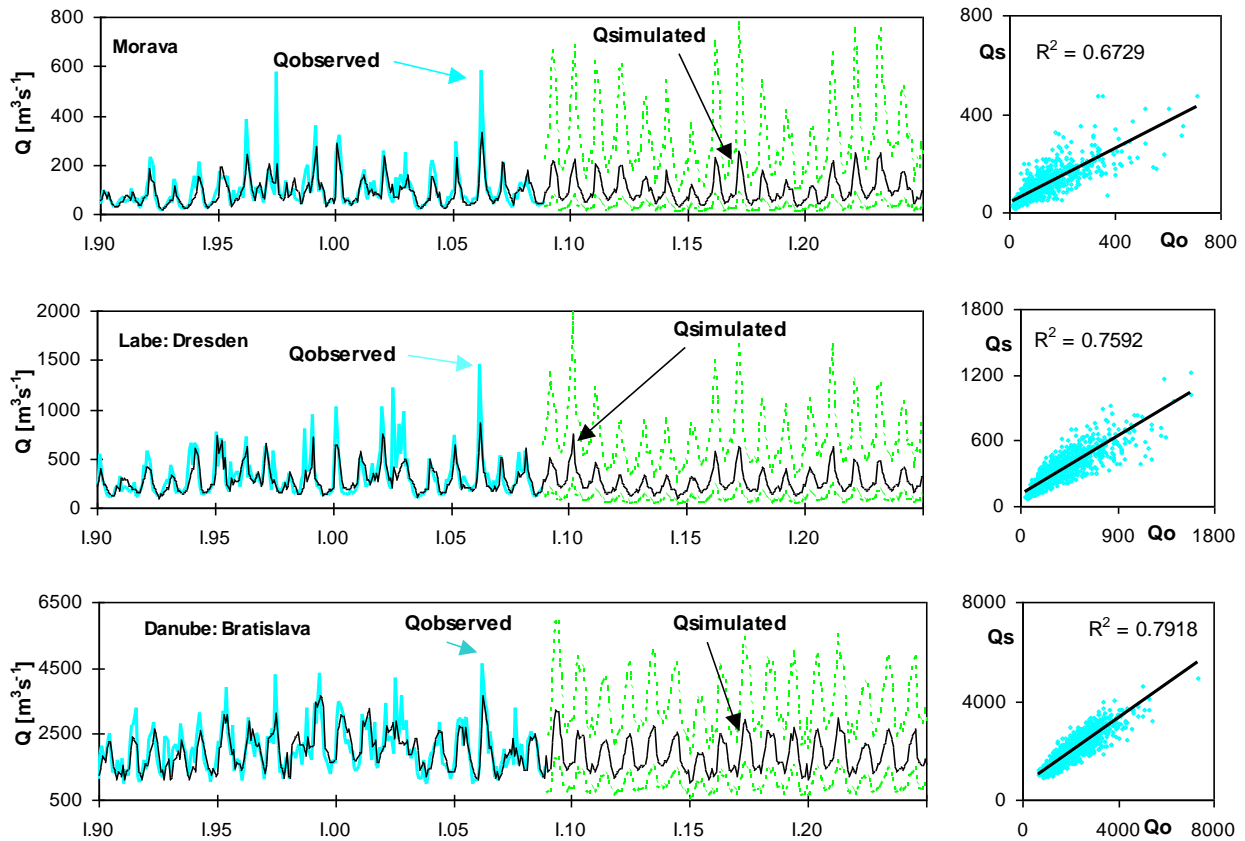 Morava
Qobserved
Qsimulated
Q [m³s⁻¹]
800
600
400
200
0
I.90
I.95
I.00
I.05
I.10
I.15
I.20
Qs
R² = 0.6729
800
400
0
0
400
Qo
800
Labe: Dresden
Qobserved
Qsimulated
Q [m³s⁻¹]
2000
1500
1000
500
0
I.90
I.95
I.00
I.05
I.10
I.15
I.20
Qs
R² = 0.7592
1800
1200
600
0
0
900
Qo
1800
Danube: Bratislava
Qobserved
Qsimulated
Q [m³s⁻¹]
6500
4500
2500
500
I.90
I.95
I.00
I.05
I.10
I.15
I.20
Qs
R² = 0.7918
8000
4000
0
0
4000
Qo
8000